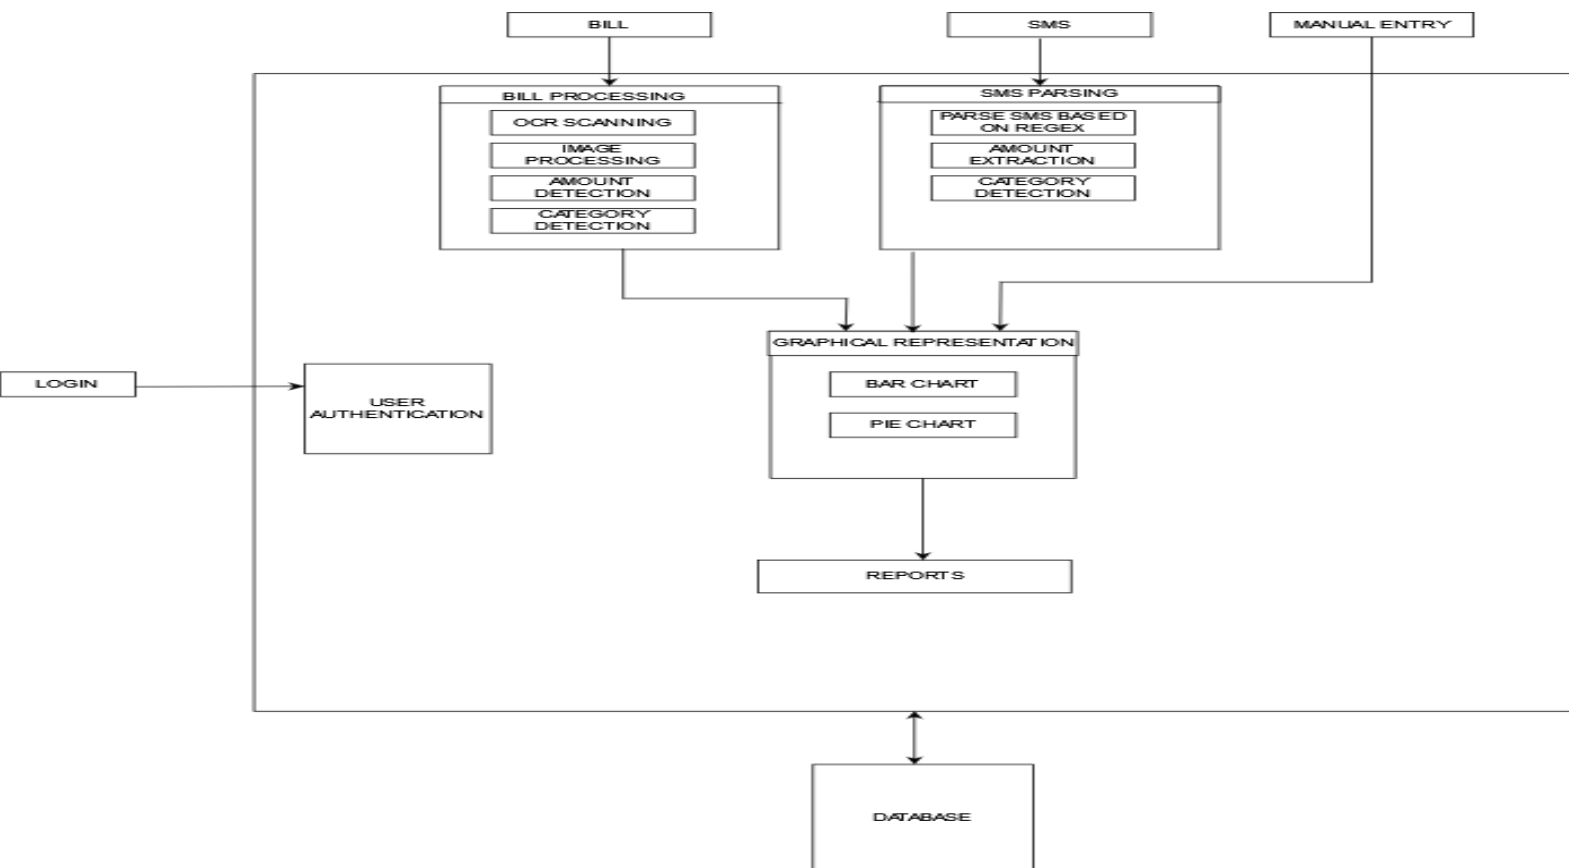 BILL
SMS
MANUAL ENTRY
BILL PROCESSING
OCR SCANNING
IMAGE
PROCESSING
AMOUNT
DETECTION
CATEGORY
DETECTION
SMS PARSING
PARSE SMS BASED
ON REGEX
AMOUNT
EXTRACTION
CATEGORY
DETECTION
GRAPHICAL REPRESENTATION
BAR CHART
PIE CHART
LOGIN
USER
AUTHENTICATION
REPORTS
DATABASE